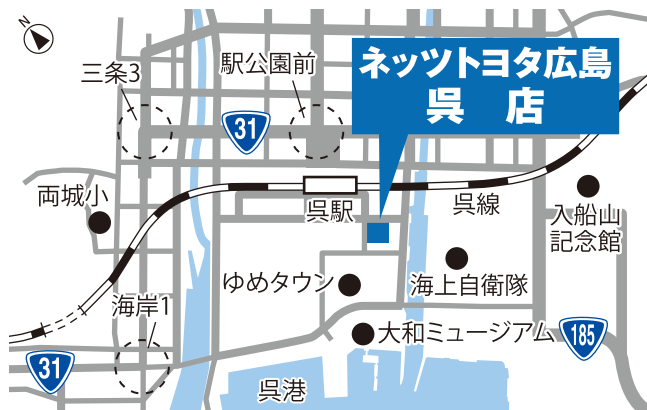 N
三条3
駅公園前
ネッツトヨタ広島
呉 店
31
両城小
呉駅
呉線
入船山
記念館
ゆめタウン
海上自衛隊
海岸1
大和ミュージアム
185
31
呉港